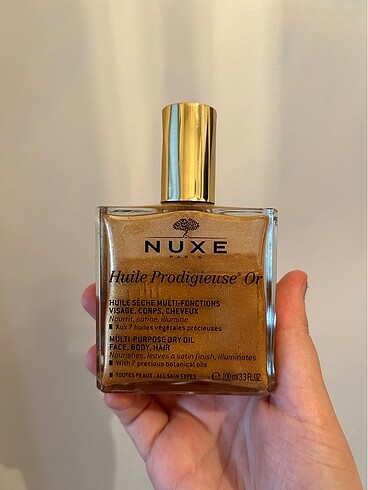 NUXE
PARIS
Huile Prodigieuse® Or
HUILE SÈCHE MULTI-FONCTIONS
VISAGE, CORPS, CHEVEUX
Nourrit, satine, illumine
■ Aux 7 huiles végétales précieuses
MULTI-PURPOSE DRY OIL
FACE, BODY, HAIR
Nourishes, leaves a satin finish, illuminates
■ With 7 precious botanical oils
■ TOUTES PEAUX - ALL SKIN TYPES ℮ 100ml/3.3 FL.OZ